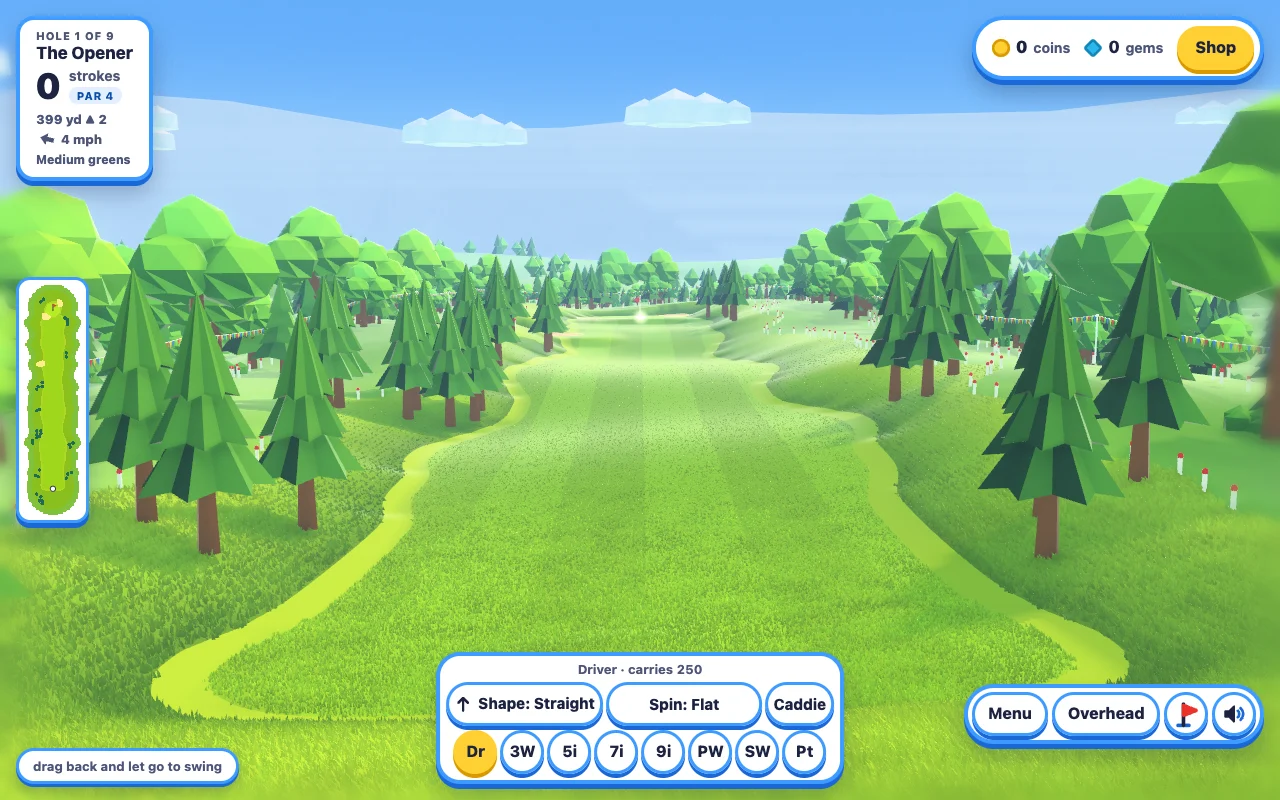 HOLE 1 OF 9
The Opener
0 strokes
PAR 4
399 yd ▲ 2
4 mph
Medium greens
0 coins 0 gems Shop
Driver · carries 250
↑ Shape: Straight Spin: Flat Caddie
Dr 3W 5i 7i 9i PW SW Pt
Menu Overhead
drag back and let go to swing